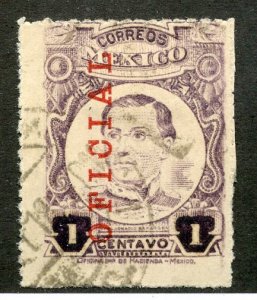 CORREOS
MEXICO
OFICIAL
1 1
CENTAVO
OFICINA IMP. DE HACIENDA-MEXICO.